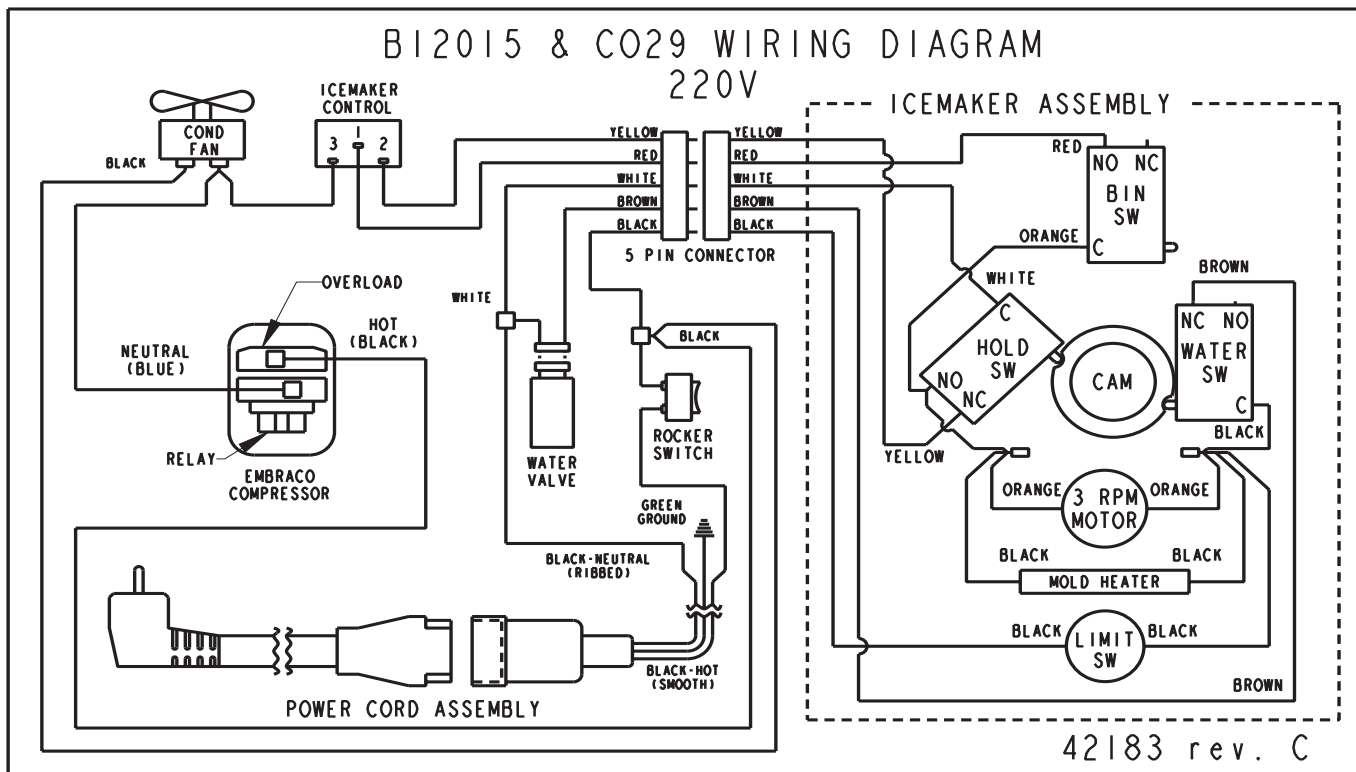 BI2015 & CO29 WIRING DIAGRAM
220V
ICEMAKER ASSEMBLY
ICEMAKER
CONTROL
3 1 2
COND
FAN
BLACK
YELLOW
RED
WHITE
BROWN
BLACK
YELLOW
RED
WHITE
BROWN
BLACK
5 PIN CONNECTOR
RED
NO NC
BIN
SW
C
ORANGE
WHITE
BROWN
OVERLOAD
HOT
(BLACK)
NEUTRAL
(BLUE)
RELAY
EMBRACO
COMPRESSOR
WHITE
BLACK
WATER
VALVE
ROCKER
SWITCH
C
HOLD
SW
NO
NC
CAM
NC NO
WATER
SW
C
BLACK
YELLOW
ORANGE
3 RPM
MOTOR
ORANGE
GREEN
GROUND
BLACK-NEUTRAL
(RIBBED)
BLACK
BLACK
MOLD HEATER
BLACK
LIMIT
SW
BLACK
BLACK-HOT
(SMOOTH)
BROWN
POWER CORD ASSEMBLY
42183 rev. C